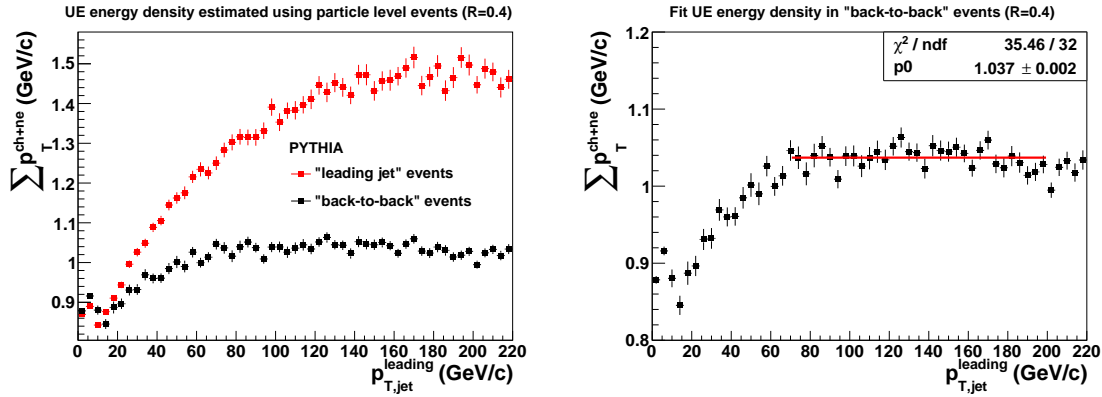 UE energy density estimated using particle level events (R=0.4)
∑ p_T^{ch+ne} (GeV/c)
1.5
1.4
1.3
1.2
1.1
1
0.9
PYTHIA
"leading jet" events
"back-to-back" events
0 20 40 60 80 100 120 140 160 180 200 220
p_{T,jet}^{leading} (GeV/c)
Fit UE energy density in "back-to-back" events (R=0.4)
∑ p_T^{ch+ne} (GeV/c)
χ² / ndf 35.46 / 32
p0 1.037 ± 0.002
1.2
1.1
1
0.9
0.8
0 20 40 60 80 100 120 140 160 180 200 220
p_{T,jet}^{leading} (GeV/c)